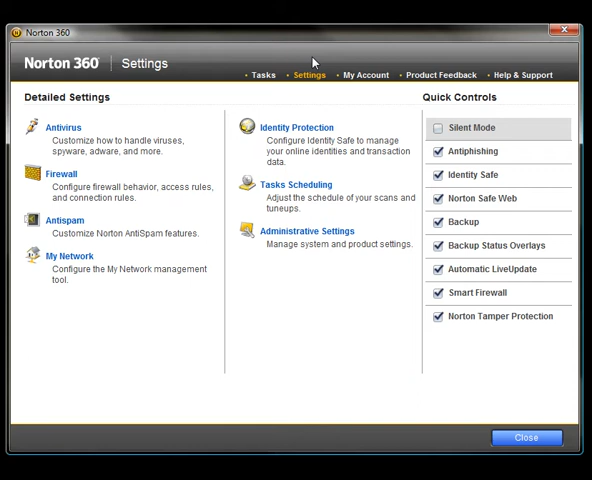 Norton 360
Norton 360 Settings
Tasks Settings My Account Product Feedback Help & Support
Detailed Settings
Antivirus
Customize how to handle viruses,
spyware, adware, and more.
Firewall
Configure firewall behavior, access rules,
and connection rules.
Antispam
Customize Norton AntiSpam features.
My Network
Configure the My Network management
tool.
Identity Protection
Configure Identity Safe to manage
your online identities and transaction
data.
Tasks Scheduling
Adjust the schedule of your scans and
tuneups.
Administrative Settings
Manage system and product settings.
Quick Controls
Silent Mode
Antiphishing
Identity Safe
Norton Safe Web
Backup
Backup Status Overlays
Automatic LiveUpdate
Smart Firewall
Norton Tamper Protection
Close